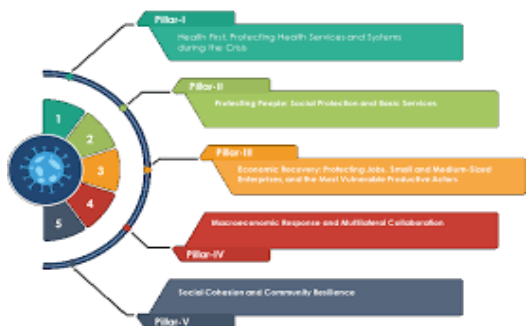 Pillar-I
Health First: Protecting Health Services and Systems
during the Crisis
Pillar-II
Protecting People: Social Protection and Basic Services
Pillar-III
Economic Recovery: Protecting Jobs, Small and Medium-Sized
Enterprises, and the Most Vulnerable Productive Actors
1
2
3
4
5
Macroeconomic Response and Multilateral Collaboration
Pillar-IV
Social Cohesion and Community Resilience
Pillar-V